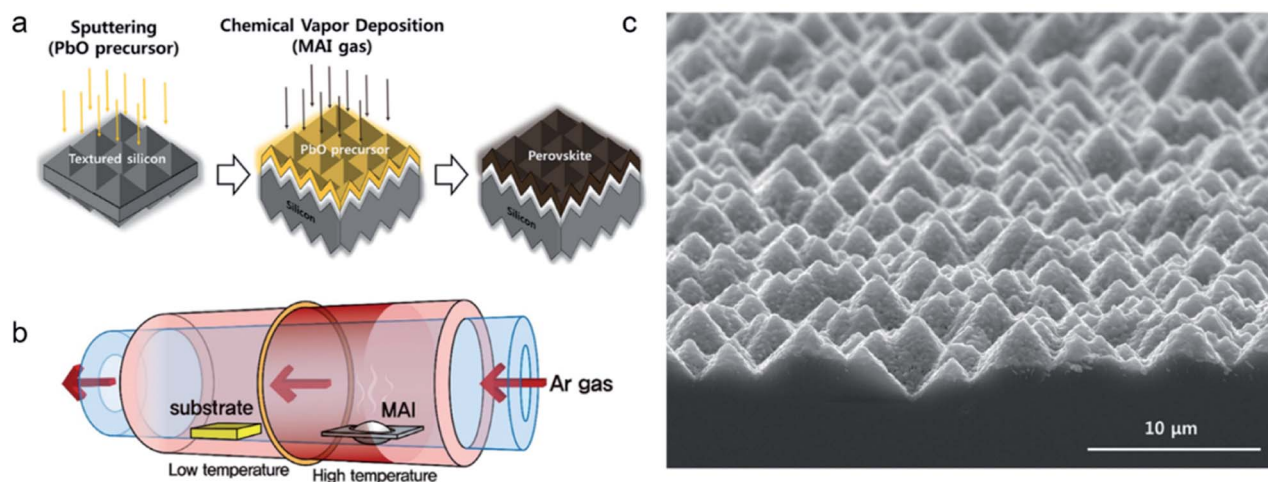 a
Sputtering
(PbO precursor)
Textured silicon
Chemical Vapor Deposition
(MAI gas)
PbO precursor
Silicon
Perovskite
Silicon
b
substrate
Low temperature
MAI
High temperature
Ar gas
c
10 µm